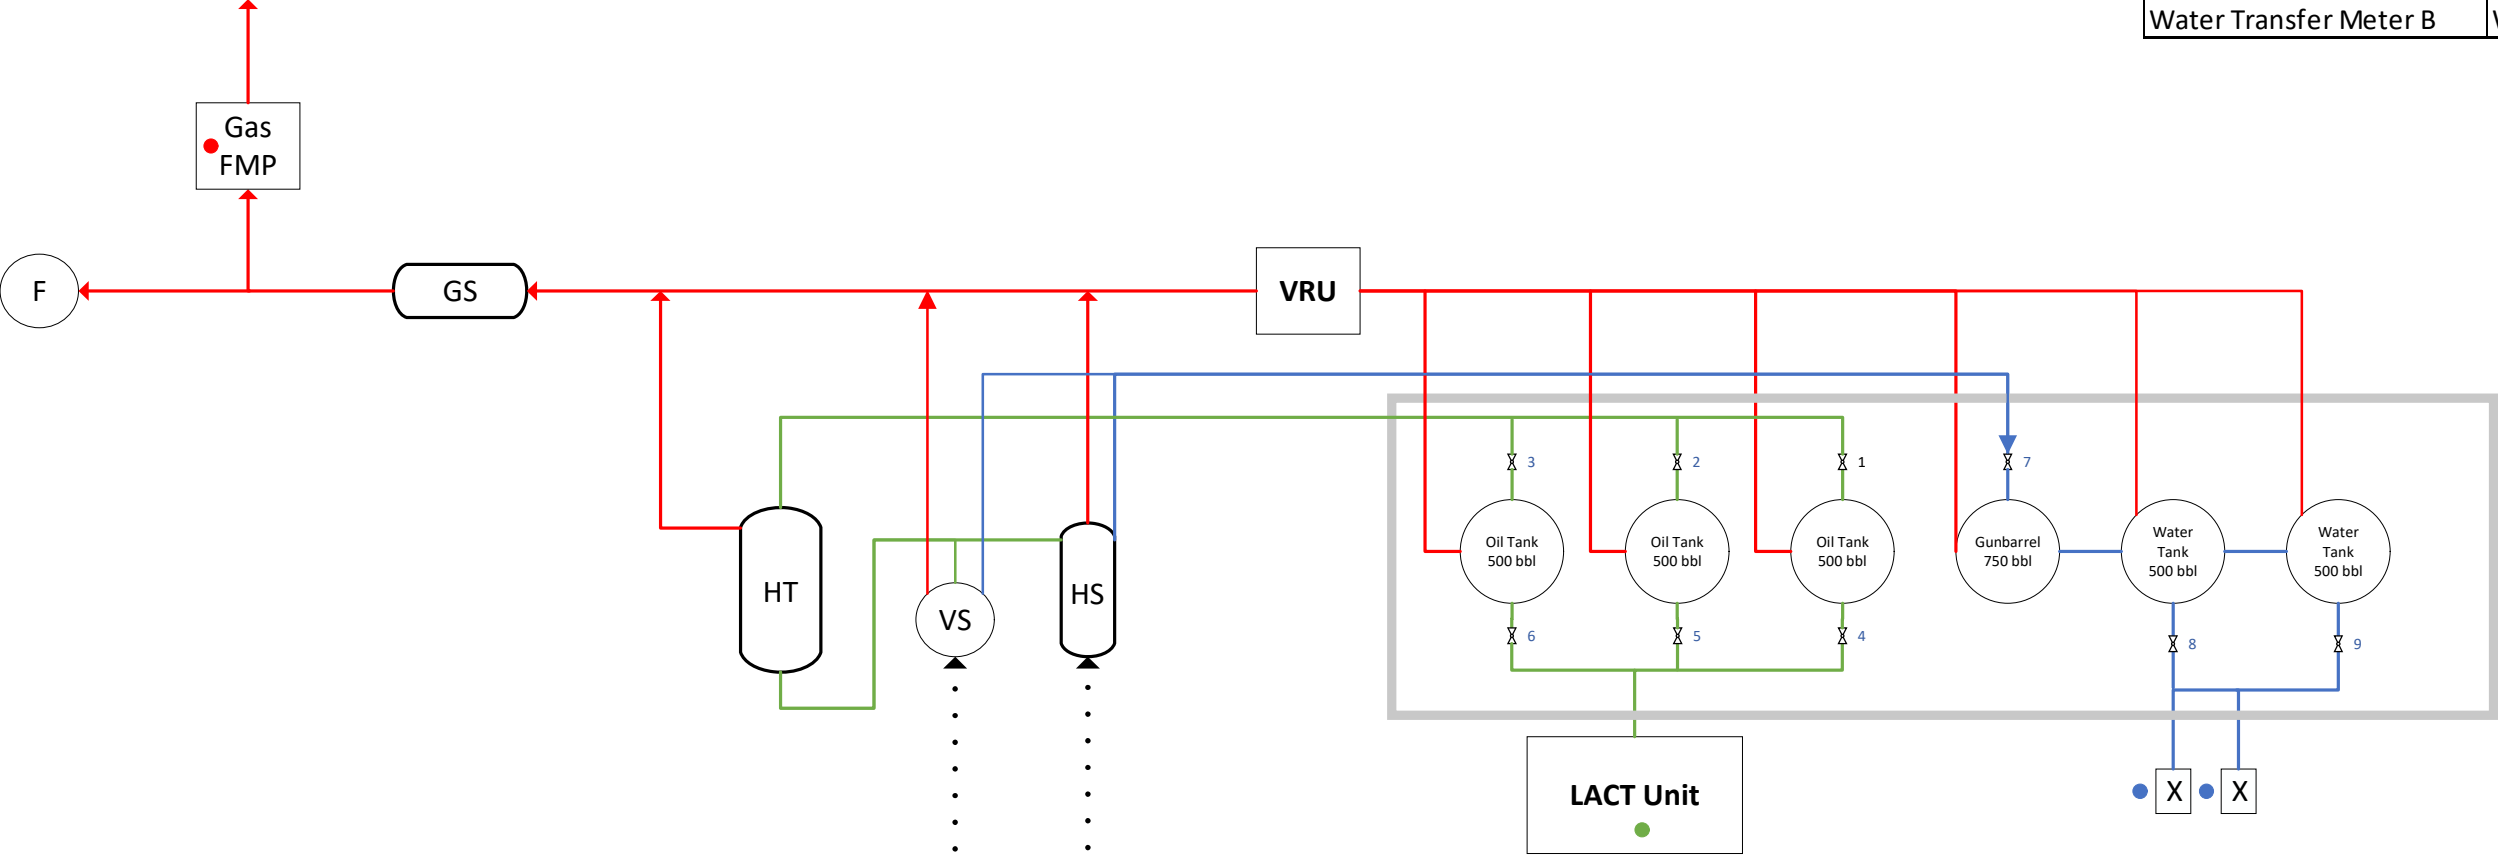 Water Transfer Meter B
Gas
FMP
F
GS
VRU
3
2
1
7
Oil Tank
500 bbl
Oil Tank
500 bbl
Oil Tank
500 bbl
Gunbarrel
750 bbl
Water
Tank
500 bbl
Water
Tank
500 bbl
HT
VS
HS
6
5
4
8
9
LACT Unit
X
X